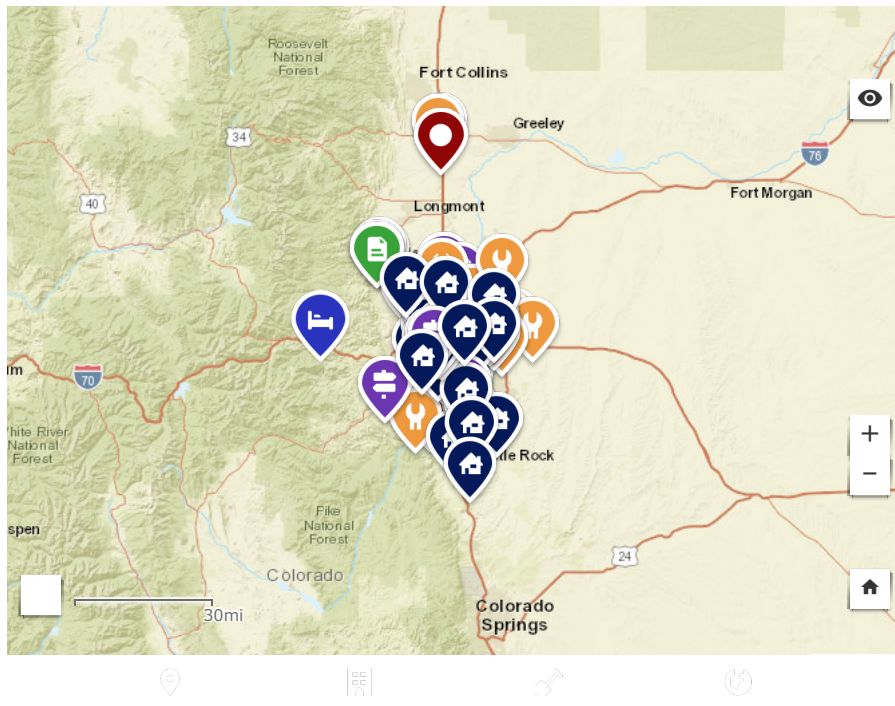 Roosevelt
National
Forest
Fort Collins
34
Greeley
76
40
Fort Morgan
Longmont
70
White River
National
Forest
Pike
National
Forest
24
Colorado
30mi
Colorado
Springs
+
−